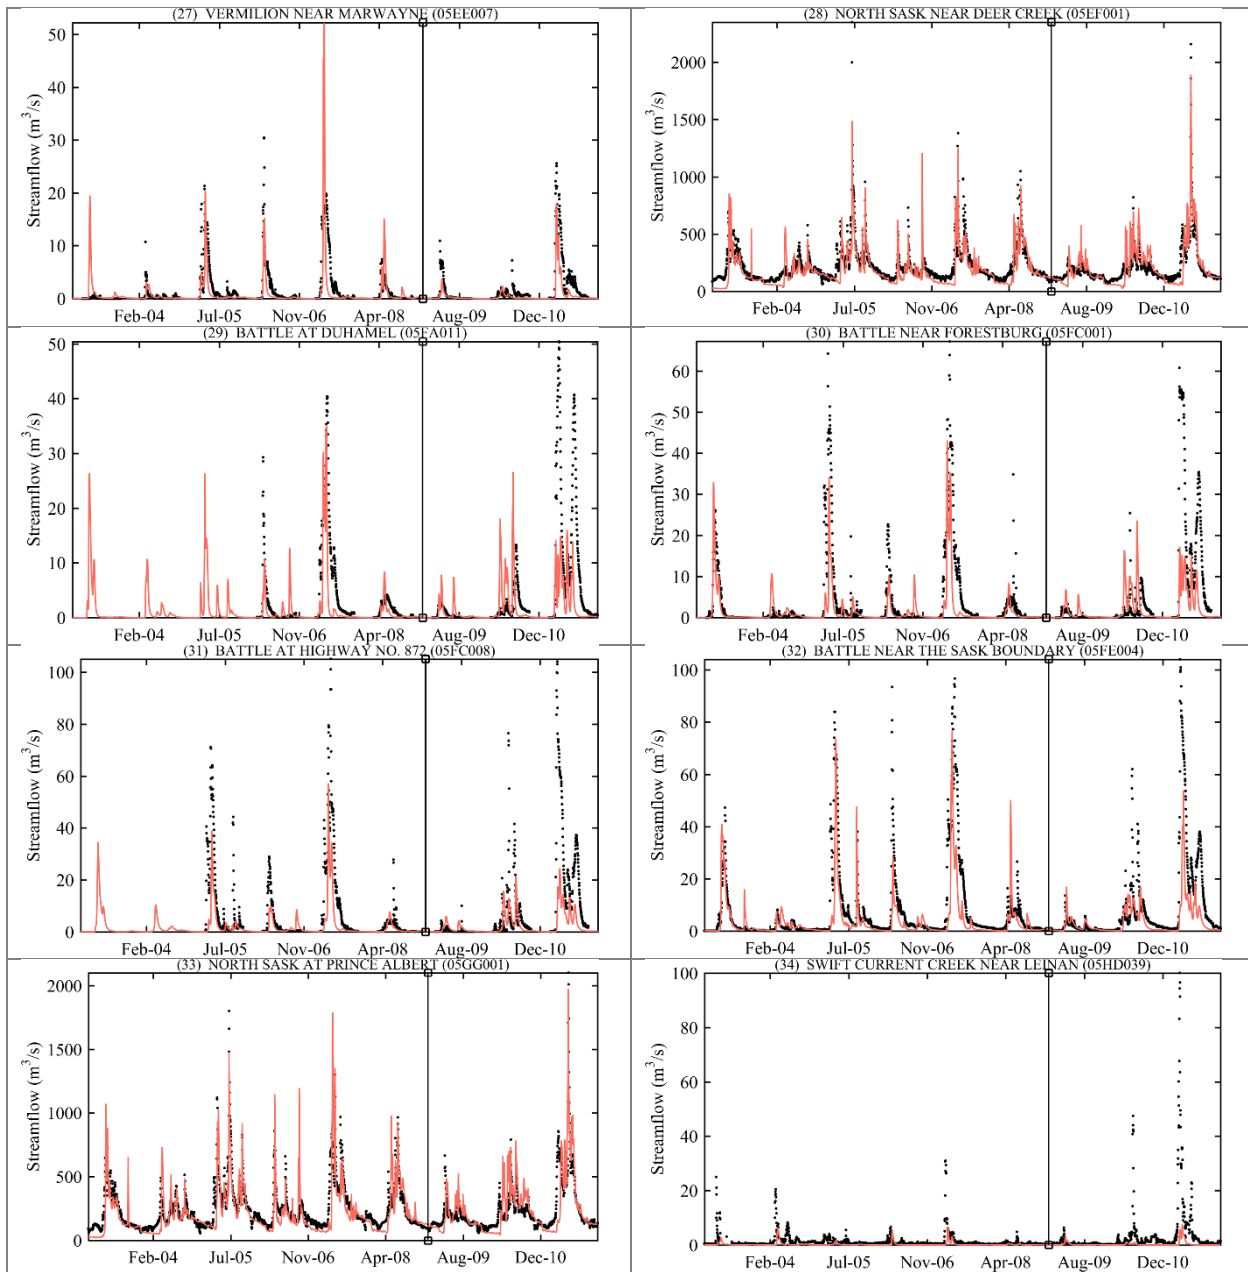 (27) VERMILION NEAR MARWAYNE (05EE007)
Streamflow (m³/s)
50
40
30
20
10
0
Feb-04 Jul-05 Nov-06 Apr-08 Aug-09 Dec-10
(28) NORTH SASK NEAR DEER CREEK (05EF001)
Streamflow (m³/s)
2000
1500
1000
500
0
Feb-04 Jul-05 Nov-06 Apr-08 Aug-09 Dec-10
(29) BATTLE AT DUHAMEL (05FA011)
Streamflow (m³/s)
50
40
30
20
10
0
Feb-04 Jul-05 Nov-06 Apr-08 Aug-09 Dec-10
(30) BATTLE NEAR FORESTBURG (05FC001)
Streamflow (m³/s)
60
50
40
30
20
10
0
Feb-04 Jul-05 Nov-06 Apr-08 Aug-09 Dec-10
(31) BATTLE AT HIGHWAY NO. 872 (05FC008)
Streamflow (m³/s)
100
80
60
40
20
0
Feb-04 Jul-05 Nov-06 Apr-08 Aug-09 Dec-10
(32) BATTLE NEAR THE SASK BOUNDARY (05FE004)
Streamflow (m³/s)
100
80
60
40
20
0
Feb-04 Jul-05 Nov-06 Apr-08 Aug-09 Dec-10
(33) NORTH SASK AT PRINCE ALBERT (05GG001)
Streamflow (m³/s)
2000
1500
1000
500
0
Feb-04 Jul-05 Nov-06 Apr-08 Aug-09 Dec-10
(34) SWIFT CURRENT CREEK NEAR LEINAN (05HD039)
Streamflow (m³/s)
100
80
60
40
20
0
Feb-04 Jul-05 Nov-06 Apr-08 Aug-09 Dec-10